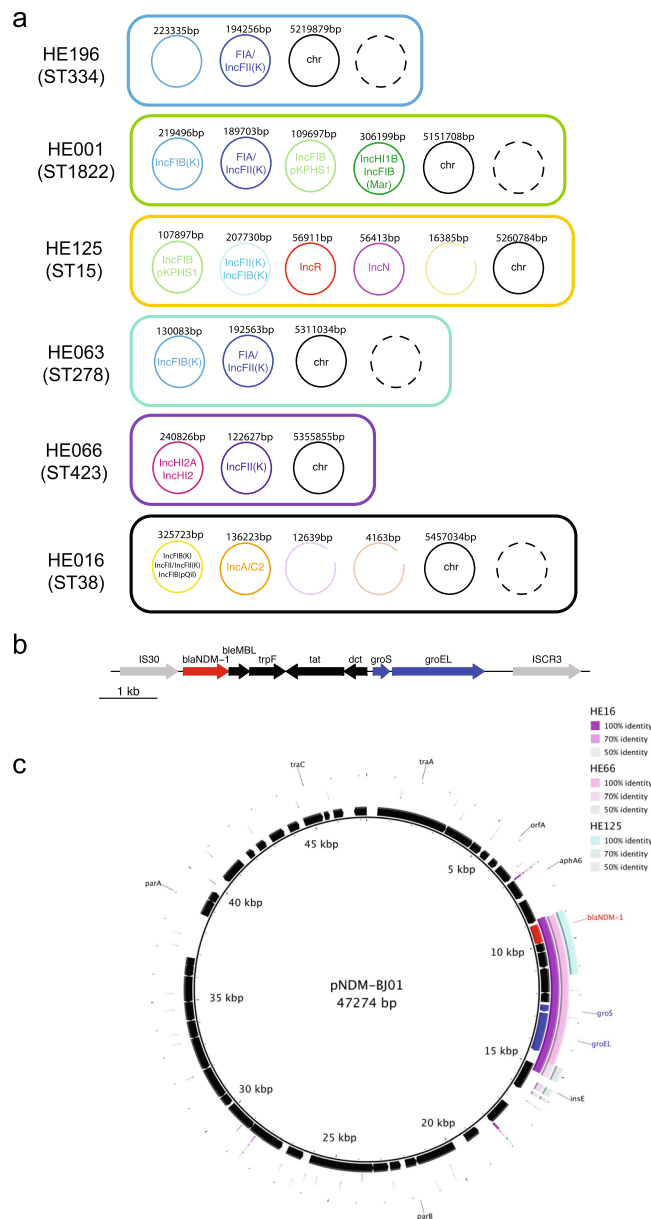 a
HE196
(ST334)
223335bp 194256bp 5219879bp
FIA/
IncFII(K)
chr
HE001
(ST1822)
219496bp 189703bp 109697bp 306199bp 5151708bp
IncFIB(K)
FIA/
IncFII(K)
IncFIB
pKPHS1
IncHI1B
IncFIB
(Mar)
chr
HE125
(ST15)
107897bp 207730bp 56911bp 56413bp 16385bp 5260784bp
IncFIB
pKPHS1
IncFII(K)
IncFIB(K)
IncR
IncN
chr
HE063
(ST278)
130083bp 192563bp 5311034bp
IncFIB(K)
FIA/
IncFII(K)
chr
HE066
(ST423)
240826bp 122627bp 5355855bp
IncHI2A
IncHI2
IncFII(K)
chr
HE016
(ST38)
325723bp 136223bp 12639bp 4163bp 5457034bp
IncFIB(K)
IncFII/IncFII(K)
IncFIB(pQil)
IncA/C2
chr
b
IS30 blaNDM-1 bleMBL trpF tat dct groS groEL ISCR3
1 kb
HE16
100% identity
70% identity
50% identity
HE66
100% identity
70% identity
50% identity
HE125
100% identity
70% identity
50% identity
c
traC
traA
orfA
aphA6
blaNDM-1
groS
groEL
insE
parB
parA
5 kbp
10 kbp
15 kbp
20 kbp
25 kbp
30 kbp
35 kbp
40 kbp
45 kbp
pNDM-BJ01
47274 bp